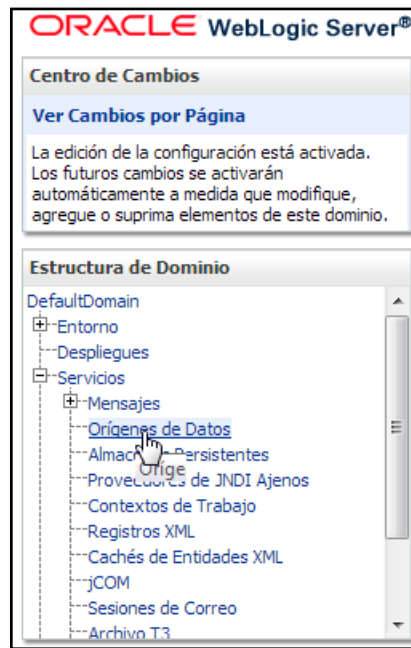 ORACLE WebLogic Server®
Centro de Cambios
Ver Cambios por Página
La edición de la configuración está activada.
Los futuros cambios se activarán
automáticamente a medida que modifique,
agregue o suprima elementos de este dominio.
Estructura de Dominio
DefaultDomain
Entorno
Despliegues
Servicios
Mensajes
Orígenes de Datos
Persistentes
Oríge
de JNDI Ajenos
Contextos de Trabajo
Registros XML
Cachés de Entidades XML
jCOM
Sesiones de Correo
Archivo T3